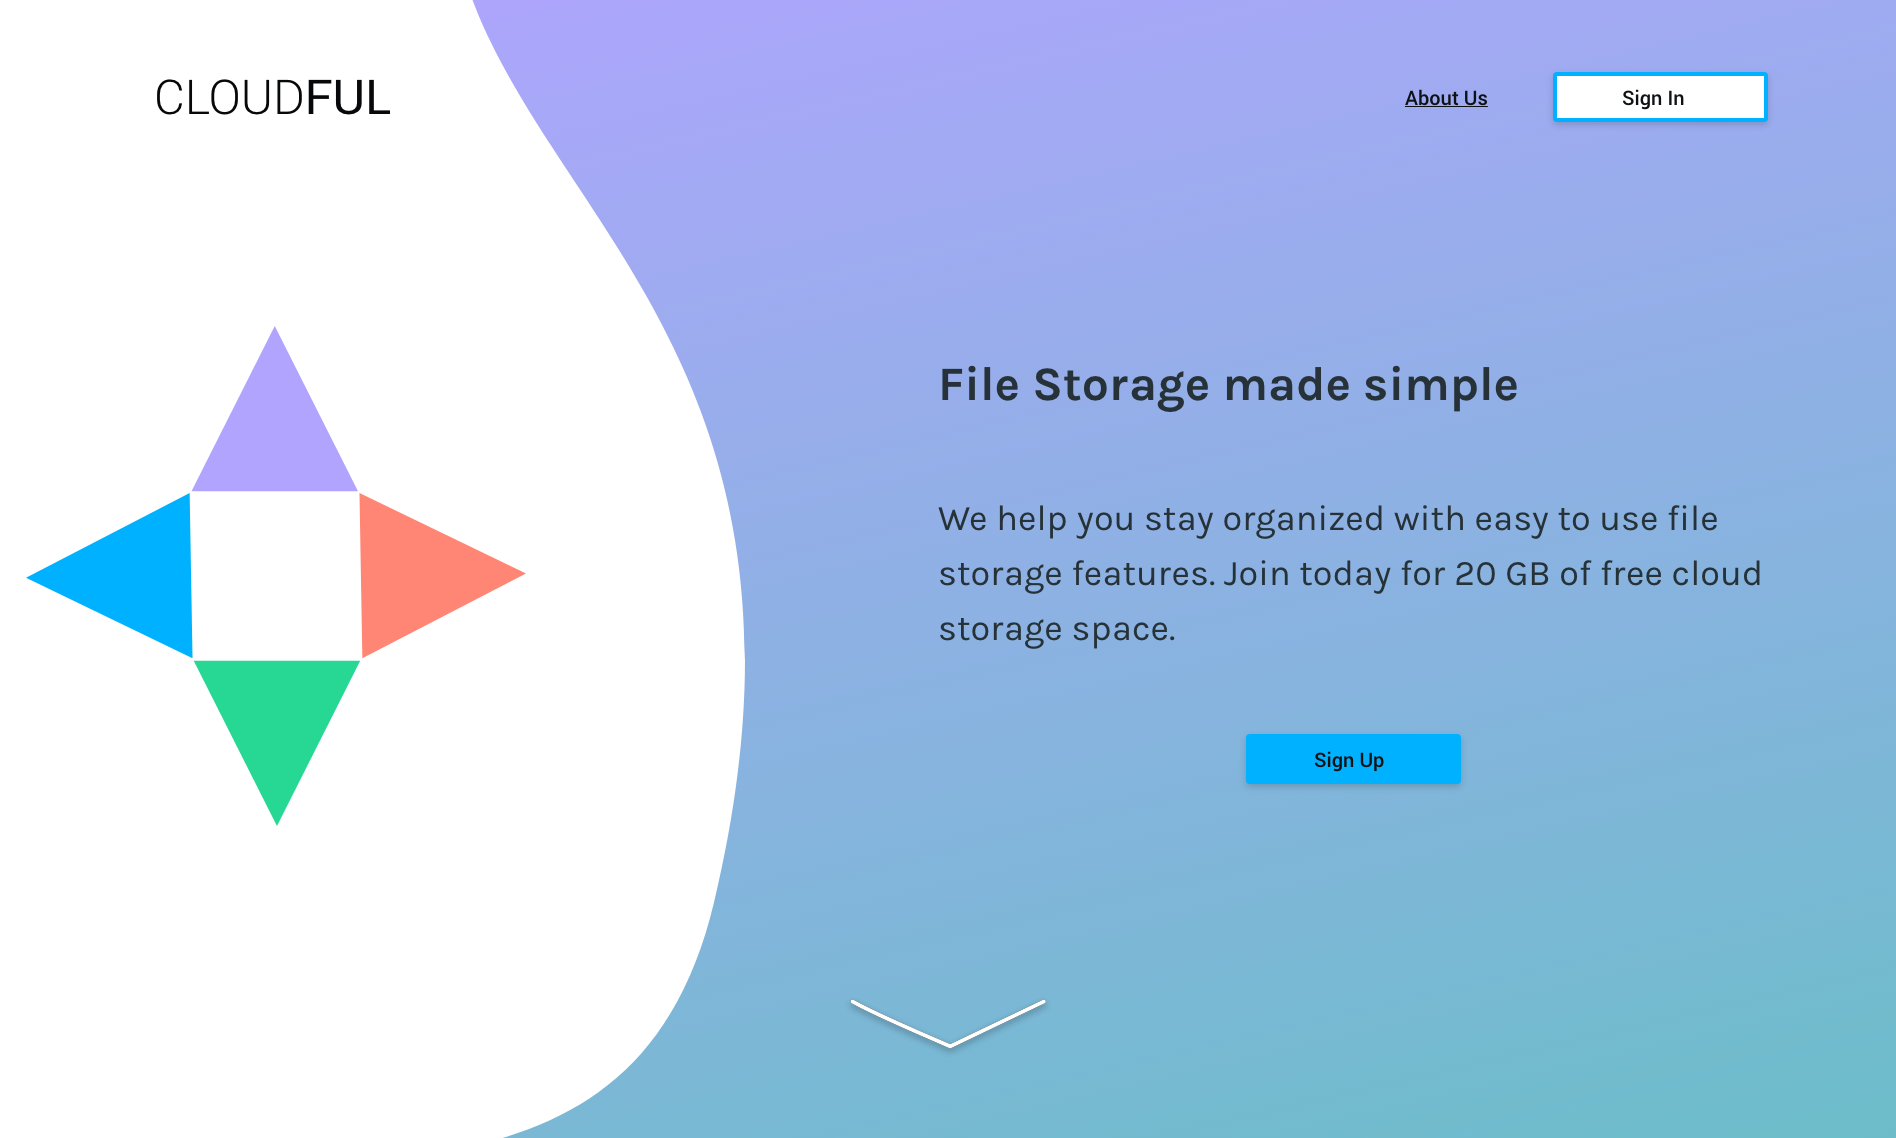 CLOUDFUL
About Us
Sign In
File Storage made simple
We help you stay organized with easy to use file
storage features. Join today for 20 GB of free cloud
storage space.
Sign Up